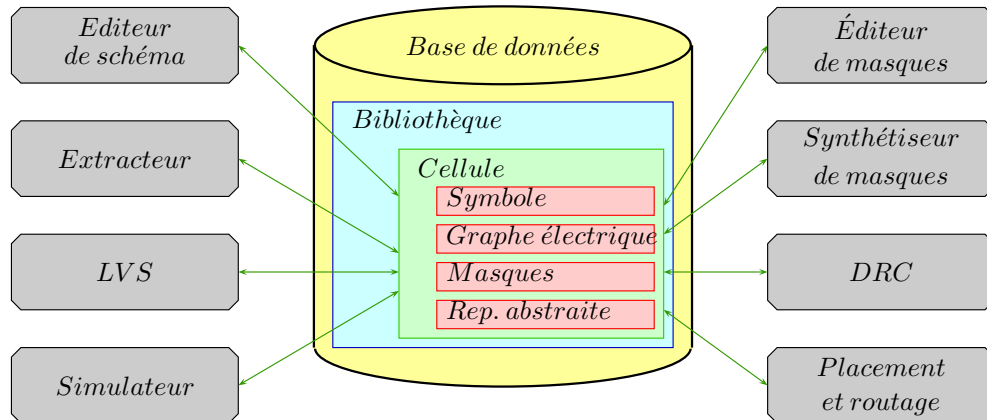 Editeur
de schéma
Extracteur
LVS
Simulateur
Base de données
Bibliothèque
Cellule
Symbole
Graphe électrique
Masques
Rep. abstraite
Éditeur
de masques
Synthétiseur
de masques
DRC
Placement
et routage